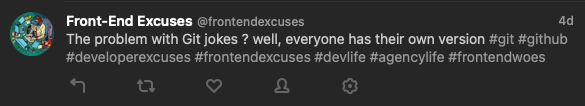 Front-End Excuses @frontendexcuses 4d
The problem with Git jokes ? well, everyone has their own version #git #github
#developerexcuses #frontendexcuses #devlife #agencylife #frontendwoes